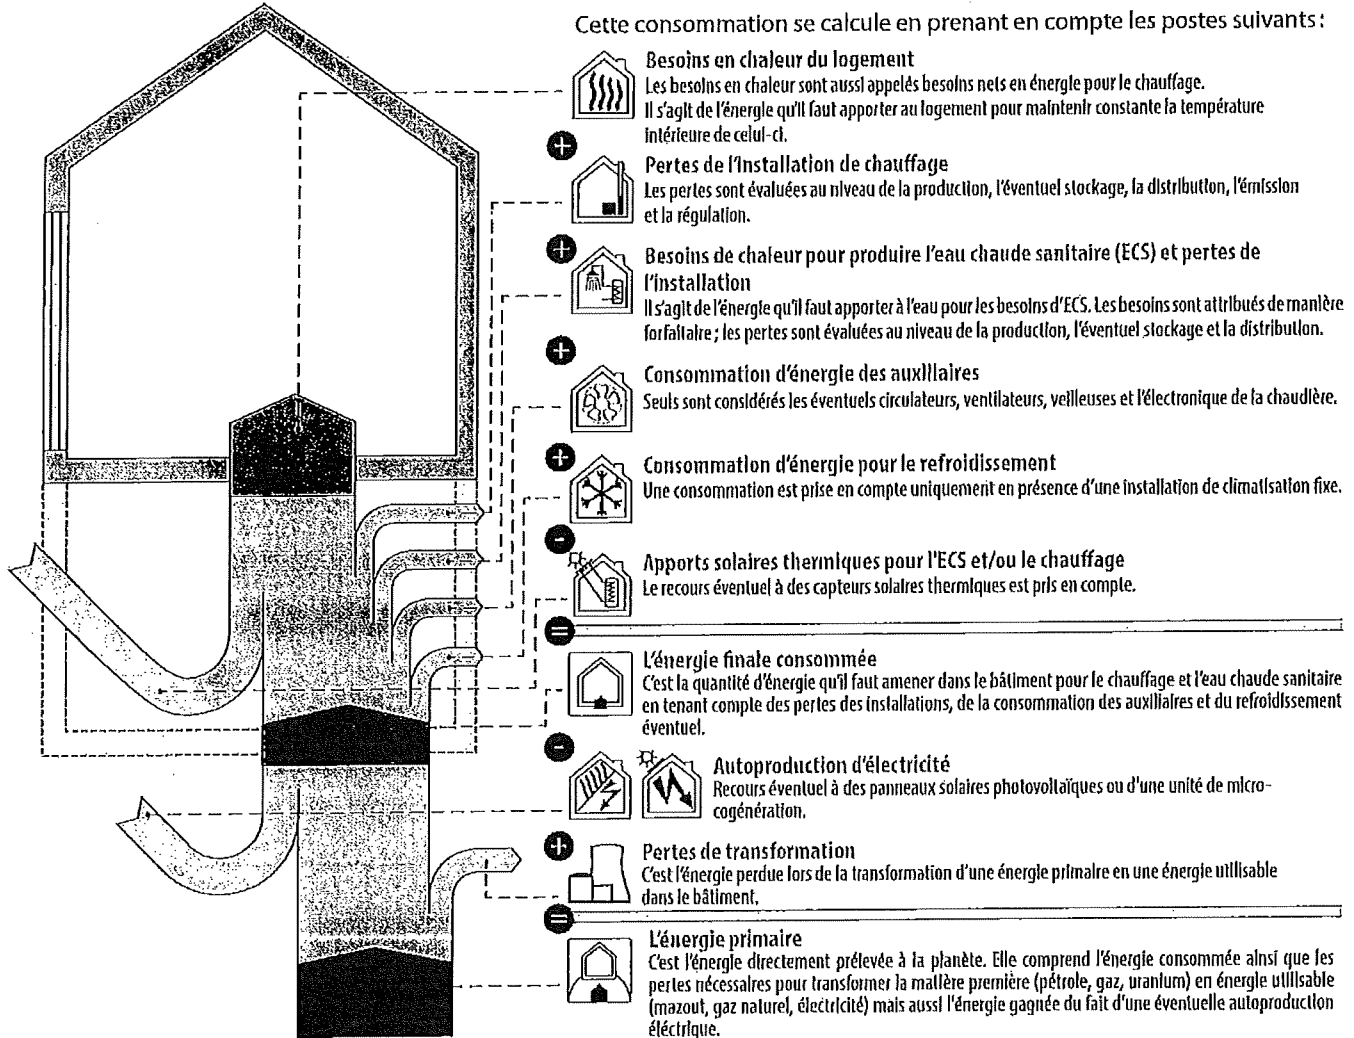 Cette consommation se calcule en prenant en compte les postes suivants :
Besoins en chaleur du logement
Les besoins en chaleur sont aussi appelés besoins nets en énergie pour le chauffage.
Il s'agit de l'énergie qu'il faut apporter au logement pour maintenir constante la température
intérieure de celui-ci.
+
Pertes de l'installation de chauffage
Les pertes sont évaluées au niveau de la production, l'éventuel stockage, la distribution, l'émission
et la régulation.
+
Besoins de chaleur pour produire l'eau chaude sanitaire (ECS) et pertes de
l'installation
Il s'agit de l'énergie qu'il faut apporter à l'eau pour les besoins d'ECS. Les besoins sont attribués de manière
forfaitaire ; les pertes sont évaluées au niveau de la production, l'éventuel stockage et la distribution.
+
Consommation d'énergie des auxiliaires
Seuls sont considérés les éventuels circulateurs, ventilateurs, veilleuses et l'électronique de la chaudière.
+
Consommation d'énergie pour le refroidissement
Une consommation est prise en compte uniquement en présence d'une installation de climatisation fixe.
-
Apports solaires thermiques pour l'ECS et/ou le chauffage
Le recours éventuel à des capteurs solaires thermiques est pris en compte.
=
L'énergie finale consommée
C'est la quantité d'énergie qu'il faut amener dans le bâtiment pour le chauffage et l'eau chaude sanitaire
en tenant compte des pertes des installations, de la consommation des auxiliaires et du refroidissement
éventuel.
-
Autoproduction d'électricité
Recours éventuel à des panneaux solaires photovoltaïques ou d'une unité de micro-
cogénération.
+
Pertes de transformation
C'est l'énergie perdue lors de la transformation d'une énergie primaire en une énergie utilisable
dans le bâtiment.
=
L'énergie primaire
C'est l'énergie directement prélevée à la planète. Elle comprend l'énergie consommée ainsi que les
pertes nécessaires pour transformer la matière première (pétrole, gaz, uranium) en énergie utilisable
(mazout, gaz naturel, électricité) mais aussi l'énergie gagnée du fait d'une éventuelle autoproduction
éléctrique.